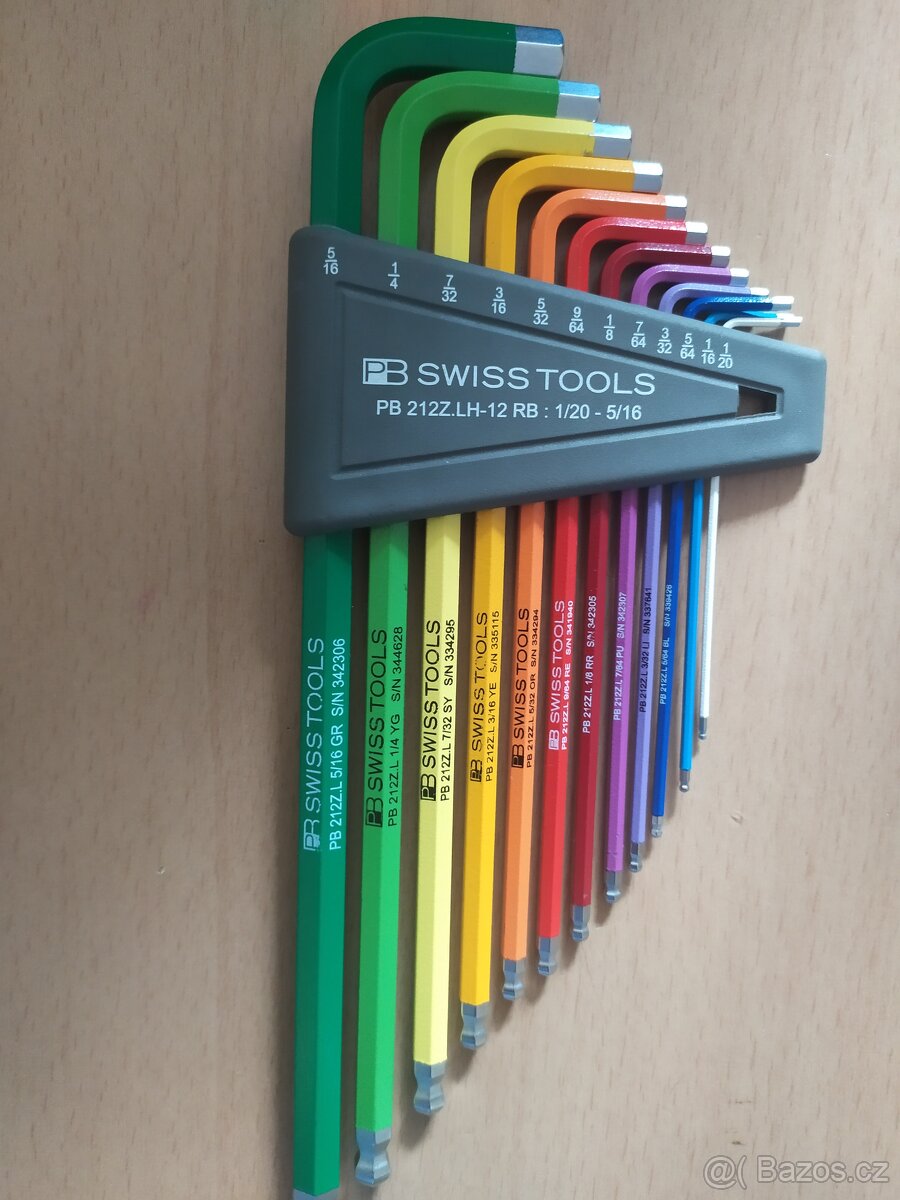 5/16
1/4
7/32
3/16
5/32
9/64
1/8
7/64
3/32
5/64
1/16
1/20
PB SWISS TOOLS
PB 212Z.LH-12 RB : 1/20 - 5/16
PB SWISS TOOLS
PB 212Z.L 5/16 GR S/N 342306
PB SWISS TOOLS
PB 212Z.L 1/4 YG S/N 344628
PB SWISS TOOLS
PB 212Z.L 7/32 SY S/N 334295
PB SWISS TOOLS
PB 212Z.L 3/16 YE S/N 335115
PB SWISS TOOLS
PB 212Z.L 5/32 OR S/N 334294
PB SWISS TOOLS
PB 212Z.L 9/64 RE S/N 341940
PB 212Z.L 1/8 RR S/N 342305
PB 212Z.L 7/64 PU S/N 342307
PB 212Z.L 3/32 LI S/N 337641
PB 212Z.L 5/64 BL S/N 339426
@( Bazos.cz